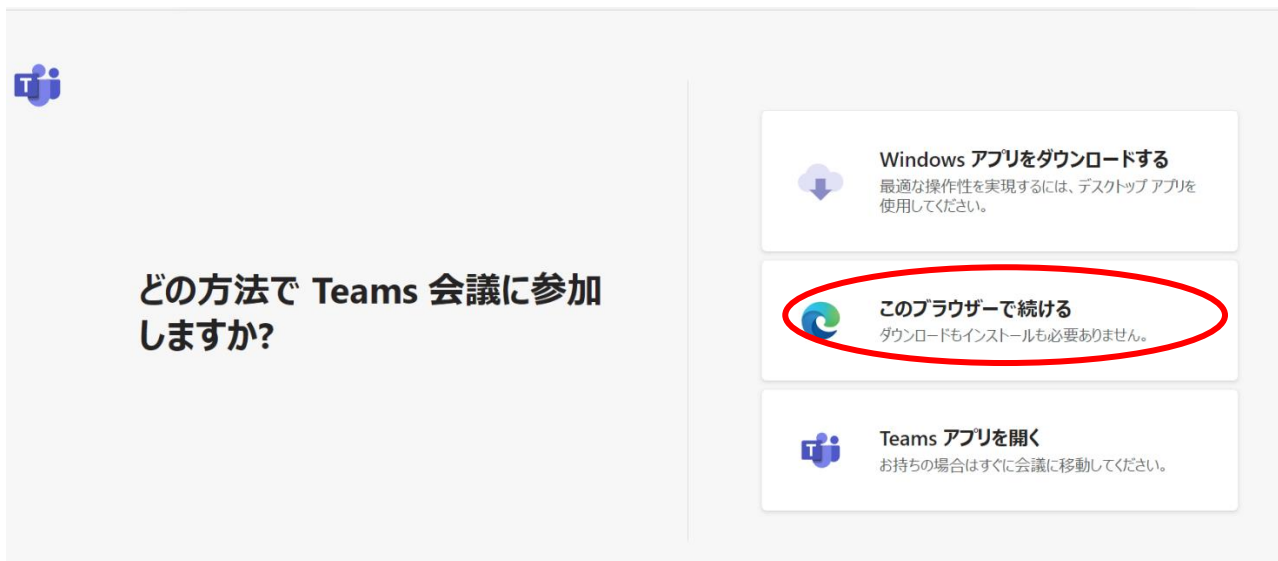 どの方法で Teams 会議に参加
しますか?
Windows アプリをダウンロードする
最適な操作性を実現するには、デスクトップ アプリを
使用してください。
このブラウザーで続ける
ダウンロードもインストールも必要ありません。
Teams アプリを開く
お持ちの場合はすぐに会議に移動してください。